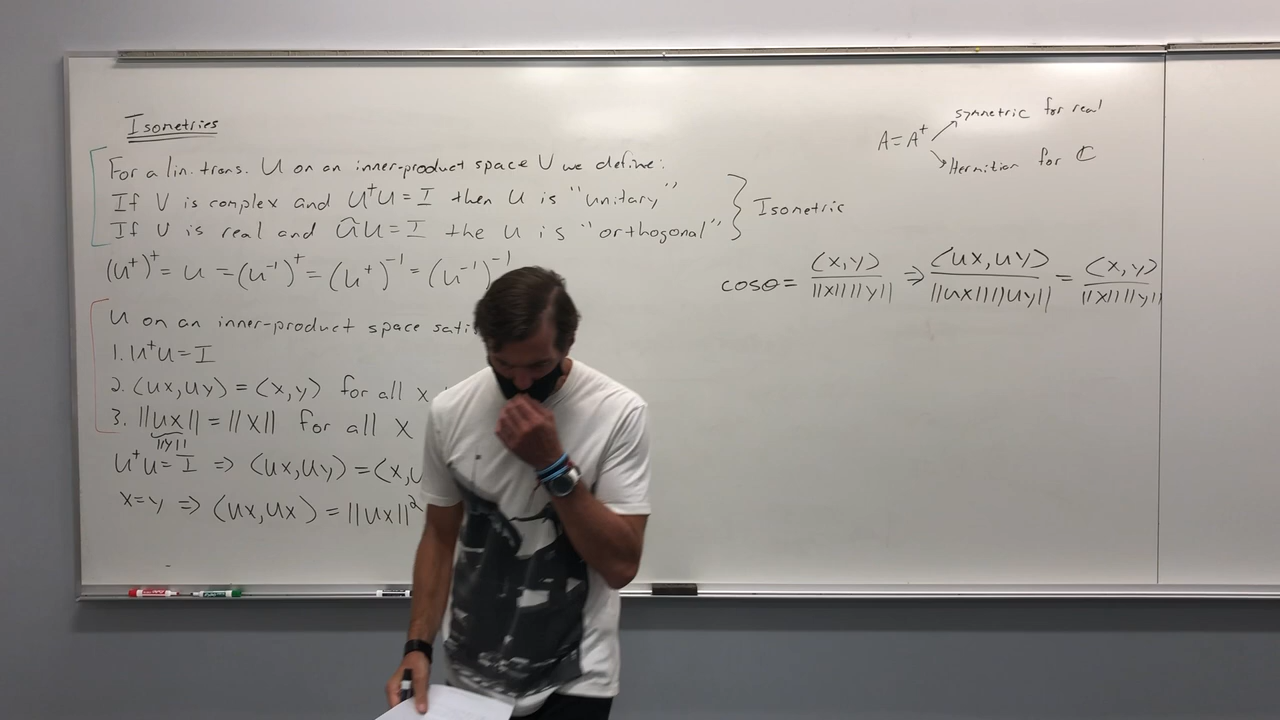 Isometries
For a lin. trans. U on an inner-product space V we define:
If V is complex and U†U = I then U is "unitary"
If V is real and ŨU = I the U is "orthogonal"
} Isometric
(U†)† = U = (U⁻¹)† = (U†)⁻¹ = (U⁻¹)⁻¹
U on an inner-product space sati
1. U†U = I
2. (Ux, Uy) = (x, y) for all x
3. ||Ux|| = ||x|| for all x
||y||
U†U = I ⇒ (Ux, Uy) = (x, U
x = y ⇒ (Ux, Ux) = ||Ux||²
A = A†
symmetric for real
Hermitian for ℂ
cosθ = (x,y) / ||x|| ||y|| ⇒ (Ux, Uy) / ||Ux|| ||Uy|| = (x, y) / ||x|| ||y||